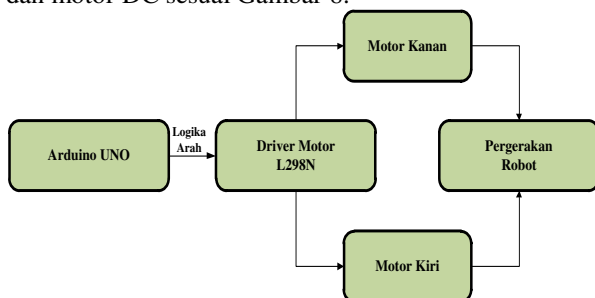 dan motor DC sesuai Gambar 6.
Motor Kanan
Logika
Arah
Arduino UNO
Driver Motor
L298N
Pergerakan
Robot
Motor Kiri